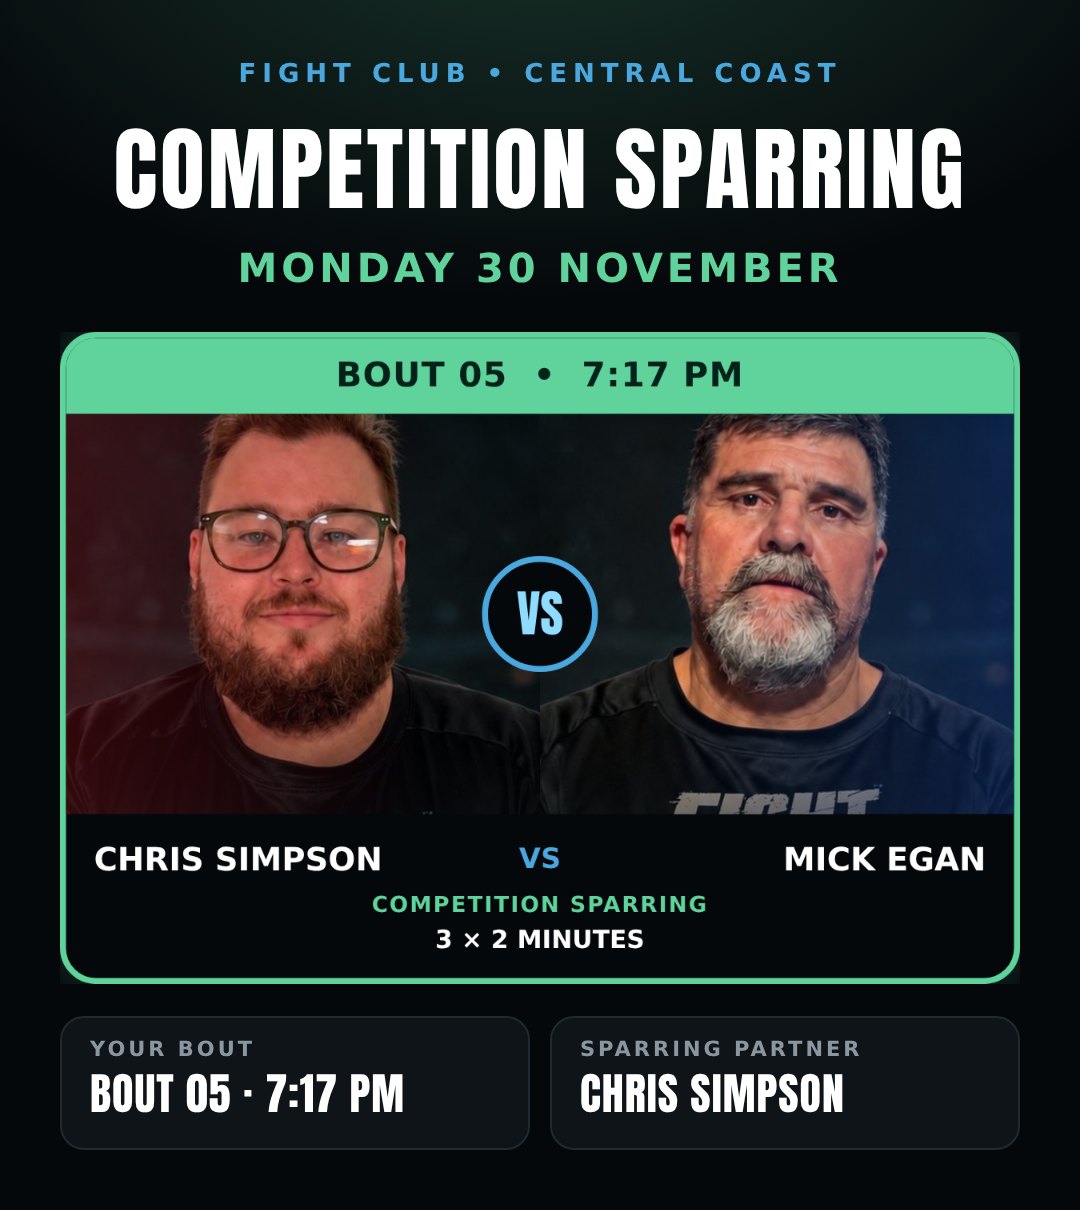 FIGHT CLUB • CENTRAL COAST
COMPETITION SPARRING
MONDAY 30 NOVEMBER
BOUT 05 • 7:17 PM
VS
FIGHT
CHRIS SIMPSON VS MICK EGAN
COMPETITION SPARRING
3 × 2 MINUTES
YOUR BOUT
BOUT 05 · 7:17 PM
SPARRING PARTNER
CHRIS SIMPSON